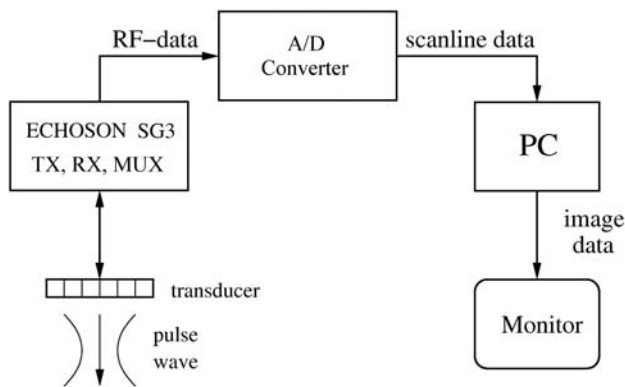 RF−data
A/D
Converter
scanline data
ECHOSON SG3
TX, RX, MUX
PC
image
data
transducer
pulse
wave
Monitor